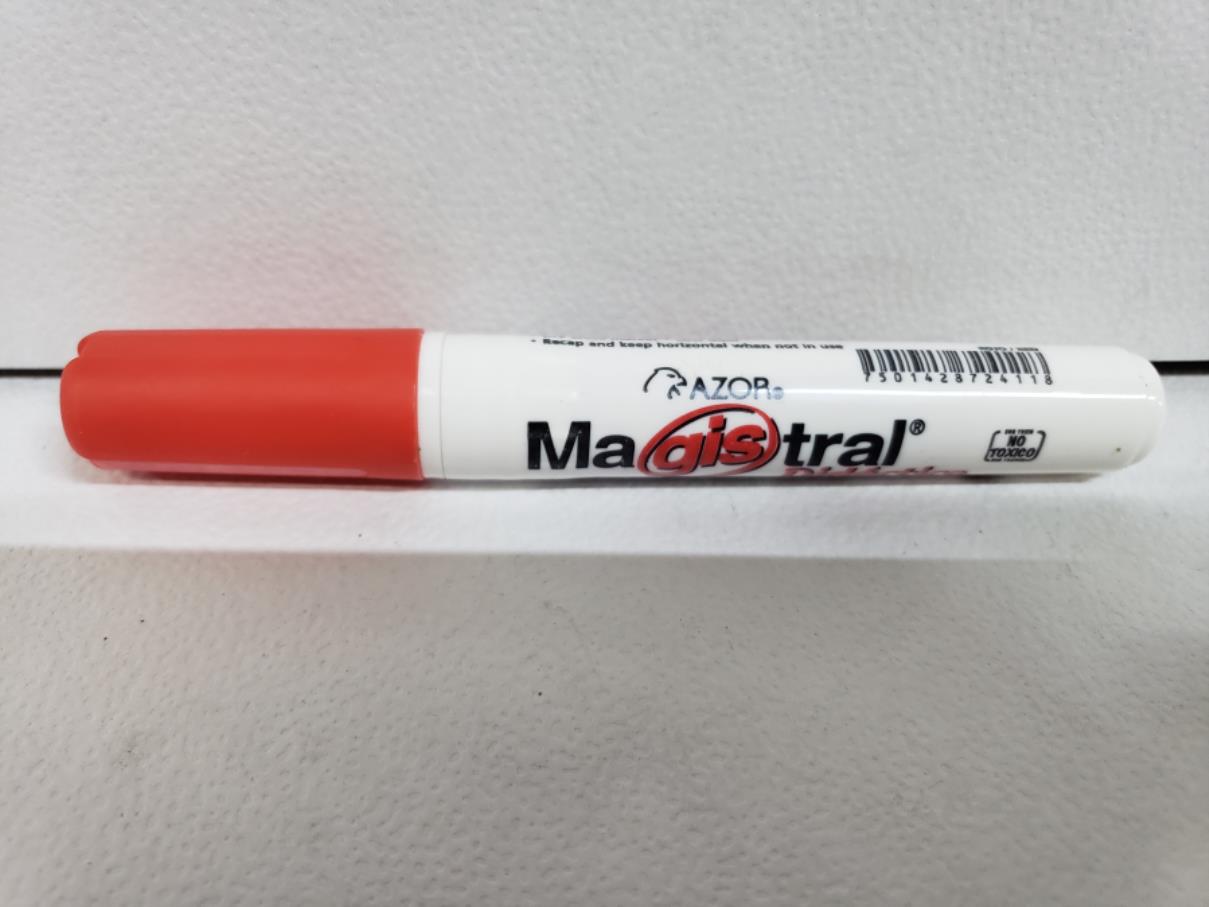 • Recap and keep horizontal when not in use
7501428724118
AZOR®
Magistral®
NO
TOXICO